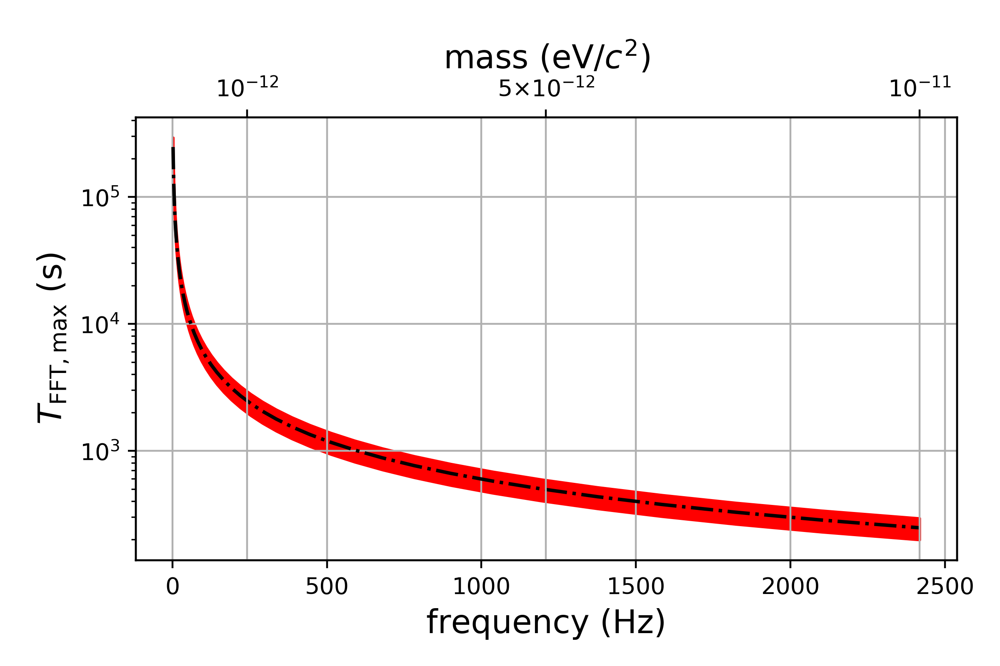 mass (eV/c²)
10⁻¹² 5×10⁻¹² 10⁻¹¹
10⁵
10⁴
10³
T_FFT, max (s)
0 500 1000 1500 2000 2500
frequency (Hz)